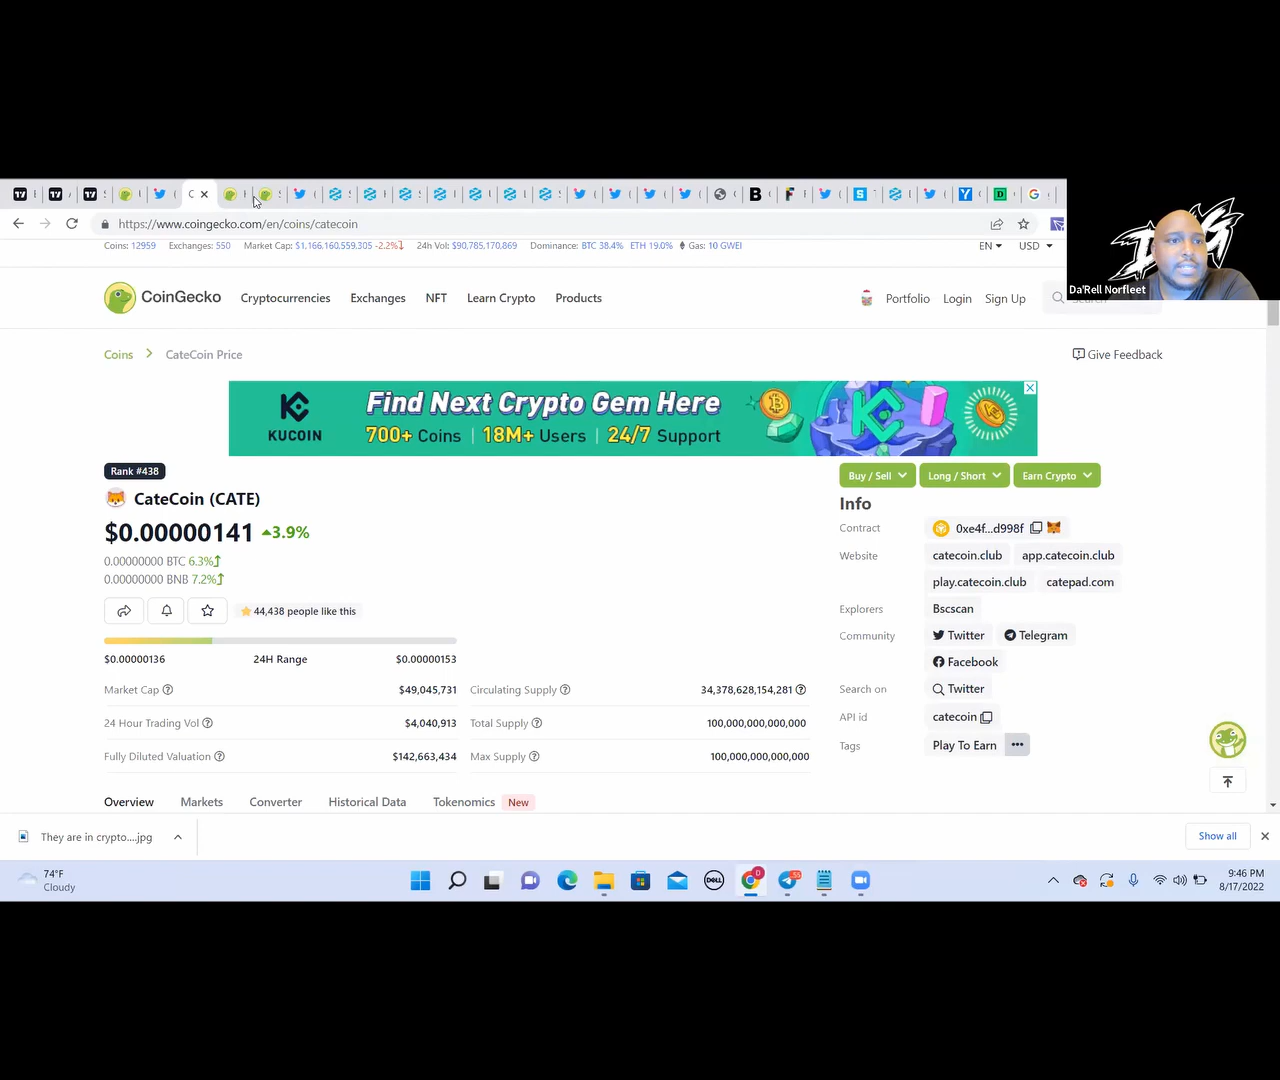 https://www.coingecko.com/en/coins/catecoin
Coins: 12959 Exchanges: 550 Market Cap: $1,166,160,559,305 -2.2% 24h Vol: $90,785,170,869 Dominance: BTC 38.4% ETH 19.0% Gas: 10 GWEI EN USD
CoinGecko Cryptocurrencies Exchanges NFT Learn Crypto Products Portfolio Login Sign Up
Da'Rell Norfleet
Coins CateCoin Price Give Feedback
KUCOIN
Find Next Crypto Gem Here
700+ Coins | 18M+ Users | 24/7 Support
Rank #438
CateCoin (CATE)
$0.00000141 3.9%
0.00000000 BTC 6.3%
0.00000000 BNB 7.2%
44,438 people like this
$0.00000136 24H Range $0.00000153
Market Cap $49,045,731
24 Hour Trading Vol $4,040,913
Fully Diluted Valuation $142,663,434
Circulating Supply 34,378,628,154,281
Total Supply 100,000,000,000,000
Max Supply 100,000,000,000,000
Buy / Sell Long / Short Earn Crypto
Info
Contract 0xe4f...d998f
Website catecoin.club app.catecoin.club
play.catecoin.club catepad.com
Explorers Bscscan
Community Twitter Telegram
Facebook
Search on Twitter
API id catecoin
Tags Play To Earn
Overview Markets Converter Historical Data Tokenomics New
They are in crypto....jpg Show all
74°F
Cloudy
DELL
9:46 PM
8/17/2022